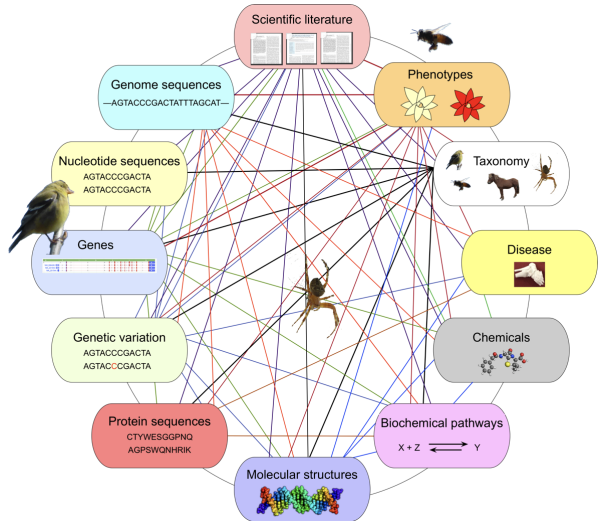 Scientific literature
Genome sequences
—AGTACCCGACTATTTAGCAT—
Phenotypes
Nucleotide sequences
AGTACCCGACTA
AGTACCCGACTA
Taxonomy
Genes
Disease
Genetic variation
AGTACCCGACTA
AGTACCCGACTA
Chemicals
Protein sequences
CTYWESGGPNQ
AGPSWQNHRIK
Biochemical pathways
X + Z
Y
Molecular structures